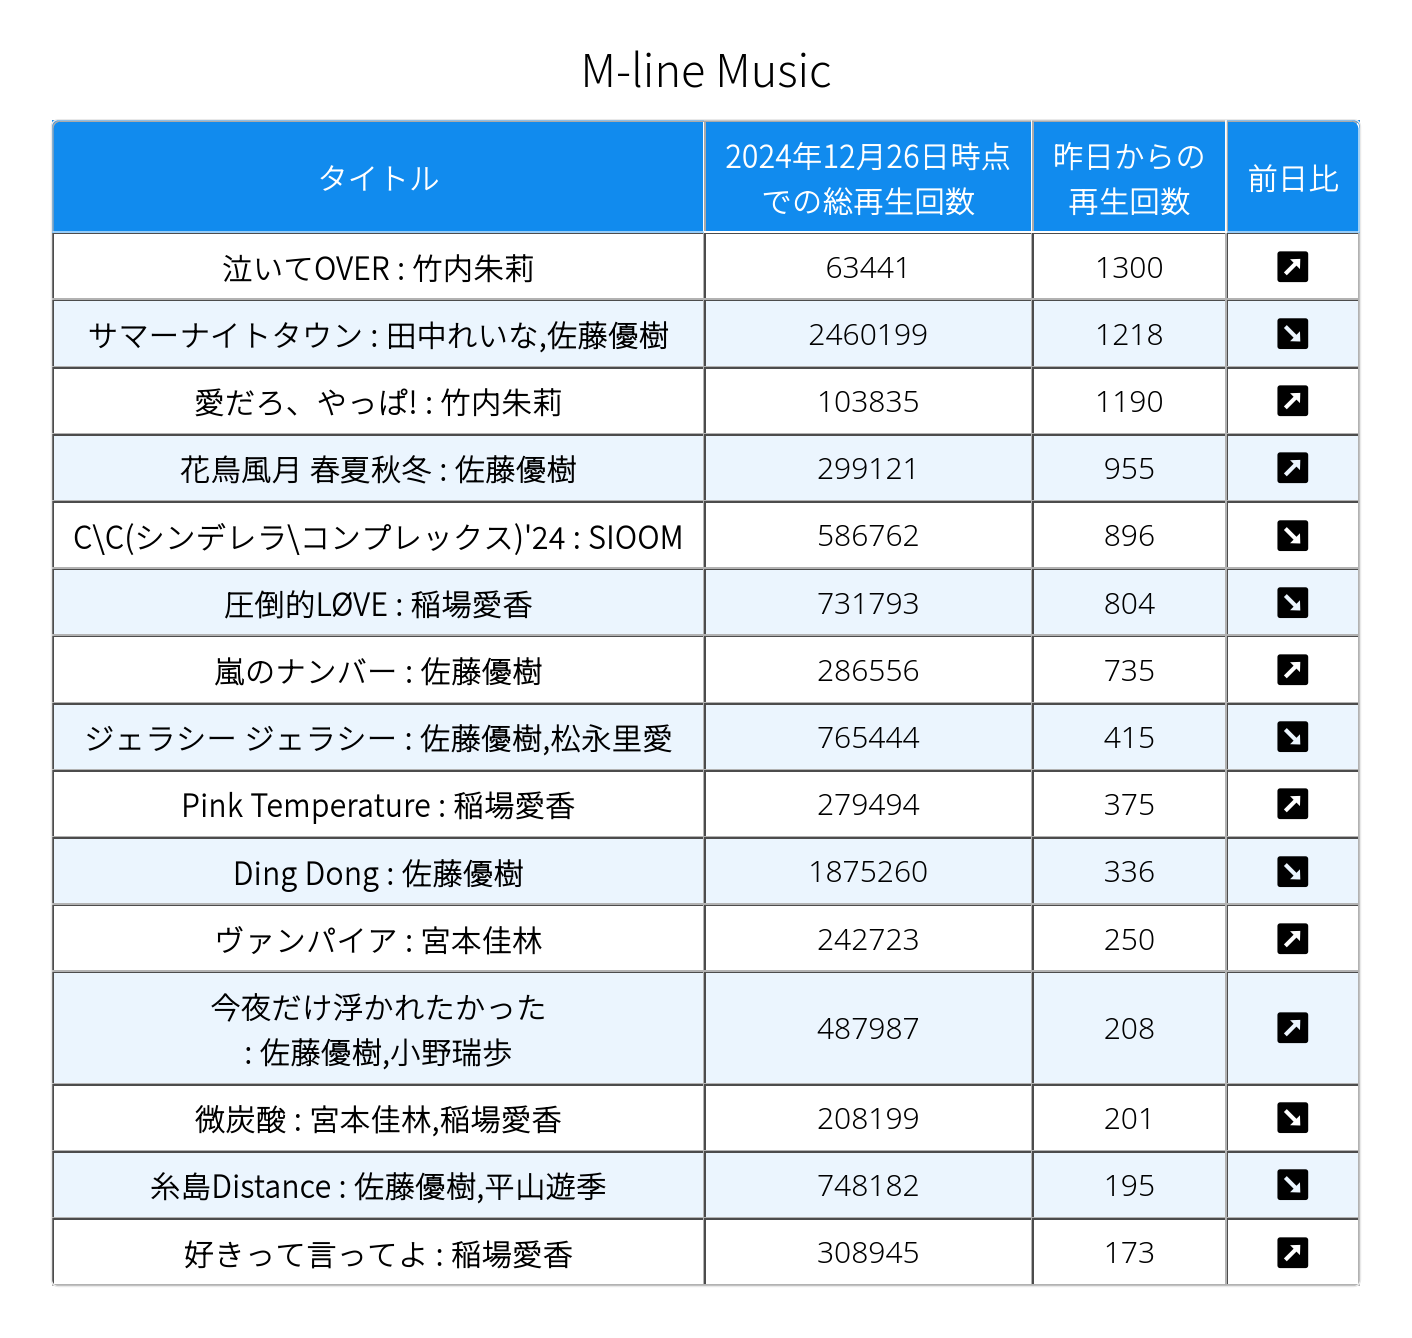 M-line Music
タイトル
2024年12月26日時点
での総再生回数
昨日からの
再生回数
前日比
泣いてOVER : 竹内朱莉 63441 1300 ↗
サマーナイトタウン : 田中れいな,佐藤優樹 2460199 1218 ↘
愛だろ、やっぱ! : 竹内朱莉 103835 1190 ↗
花鳥風月 春夏秋冬 : 佐藤優樹 299121 955 ↗
C\C(シンデレラ\コンプレックス)'24 : SIOOM 586762 896 ↘
圧倒的LØVE : 稲場愛香 731793 804 ↘
嵐のナンバー : 佐藤優樹 286556 735 ↗
ジェラシー ジェラシー : 佐藤優樹,松永里愛 765444 415 ↘
Pink Temperature : 稲場愛香 279494 375 ↗
Ding Dong : 佐藤優樹 1875260 336 ↘
ヴァンパイア : 宮本佳林 242723 250 ↗
今夜だけ浮かれたかった
: 佐藤優樹,小野瑞歩 487987 208 ↗
微炭酸 : 宮本佳林,稲場愛香 208199 201 ↘
糸島Distance : 佐藤優樹,平山遊季 748182 195 ↘
好きって言ってよ : 稲場愛香 308945 173 ↗